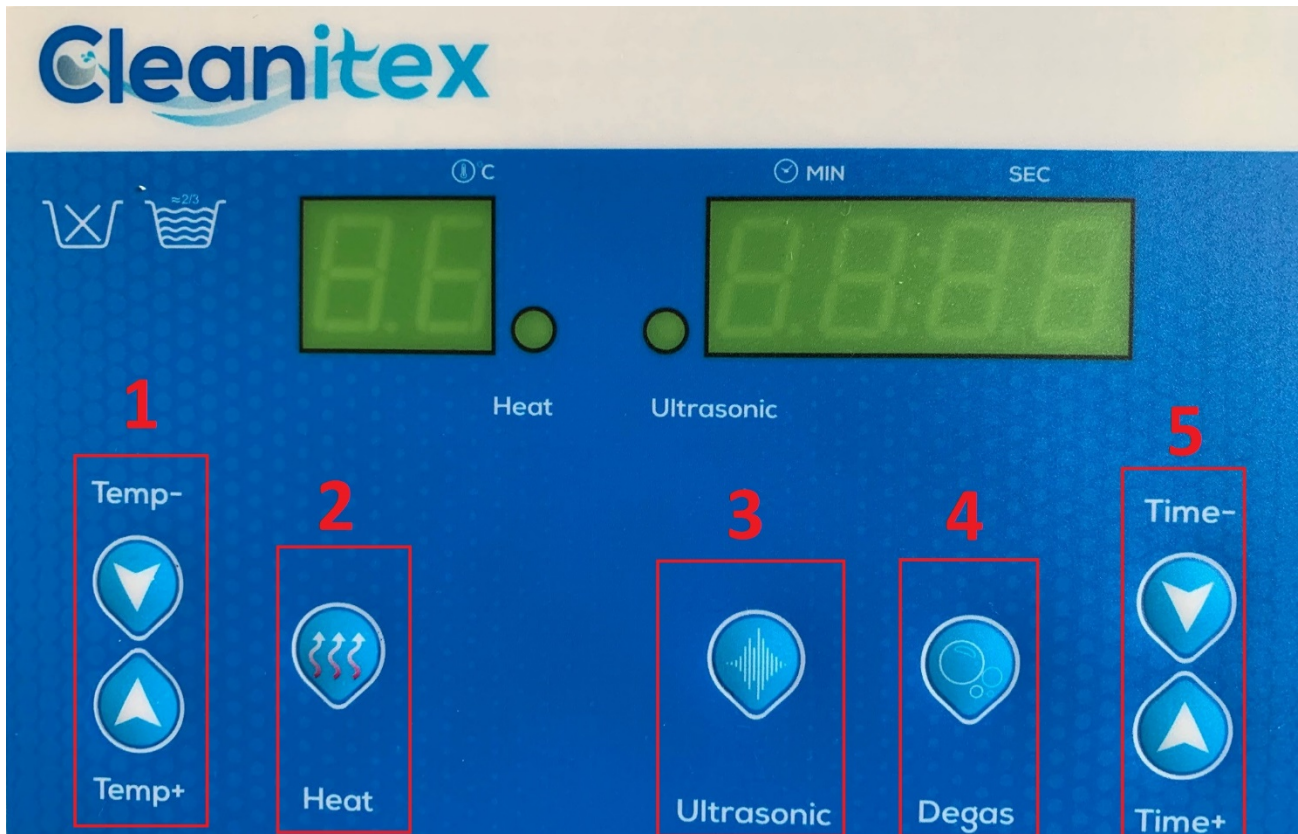 Cleanitex
°C
MIN
SEC
≈2/3
Heat
Ultrasonic
1
2
3
4
5
Temp-
Time-
Temp+
Heat
Ultrasonic
Degas
Time+